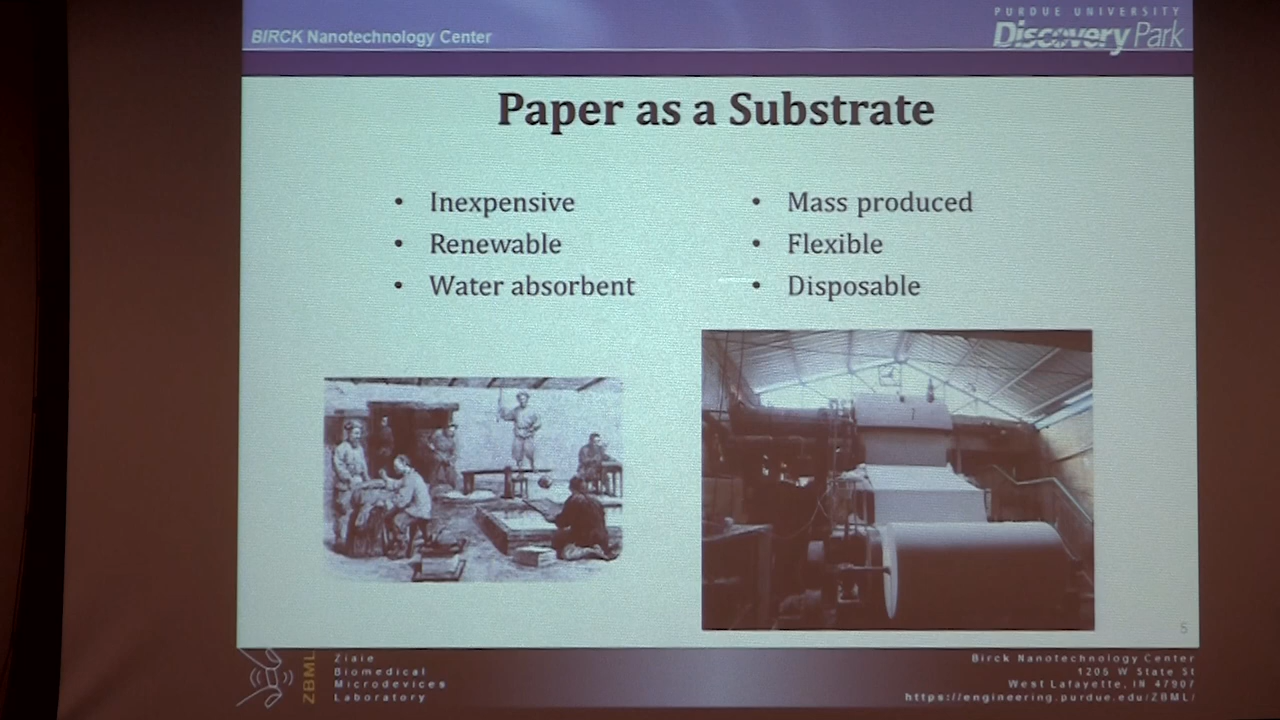 BIRCK Nanotechnology Center
PURDUE UNIVERSITY
Discovery Park
Paper as a Substrate
• Inexpensive
• Renewable
• Water absorbent
• Mass produced
• Flexible
• Disposable
5
ZBML
Ziaie
Biomedical
Microdevices
Laboratory
Birck Nanotechnology Center
1205 W State St
West Lafayette, IN 47907
https://engineering.purdue.edu/ZBML/